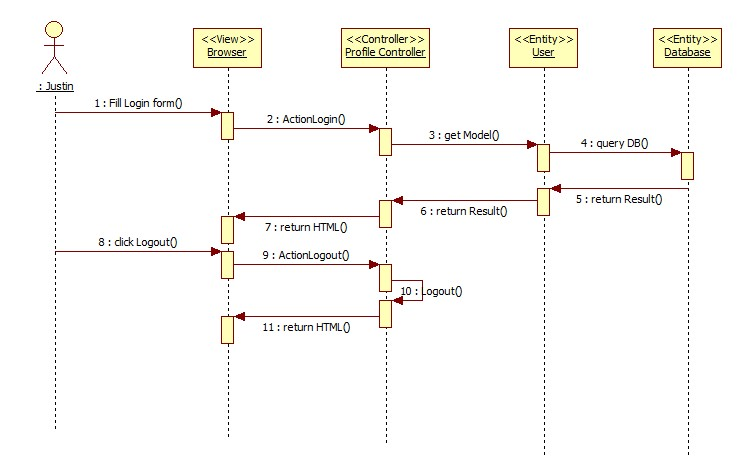 <<View>>
Browser
<<Controller>>
Profile Controller
<<Entity>>
User
<<Entity>>
Database
: Justin
1 : Fill Login form()
2 : ActionLogin()
3 : get Model()
4 : query DB()
5 : return Result()
6 : return Result()
7 : return HTML()
8 : click Logout()
9 : ActionLogout()
10 : Logout()
11 : return HTML()